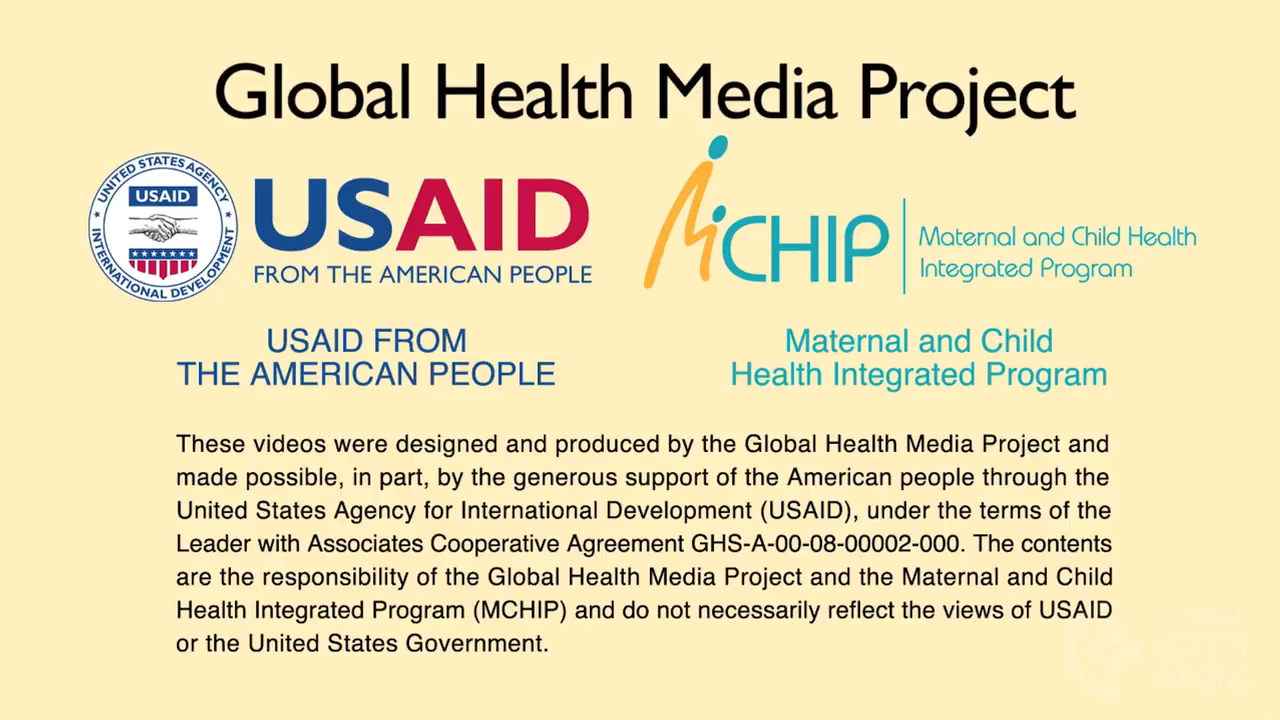 Global Health Media Project
UNITED STATES AGENCY
USAID
INTERNATIONAL DEVELOPMENT
USAID
FROM THE AMERICAN PEOPLE
MCHIP
Maternal and Child Health
Integrated Program
USAID FROM
THE AMERICAN PEOPLE
Maternal and Child
Health Integrated Program
These videos were designed and produced by the Global Health Media Project and
made possible, in part, by the generous support of the American people through the
United States Agency for International Development (USAID), under the terms of the
Leader with Associates Cooperative Agreement GHS-A-00-08-00002-000. The contents
are the responsibility of the Global Health Media Project and the Maternal and Child
Health Integrated Program (MCHIP) and do not necessarily reflect the views of USAID
or the United States Government.